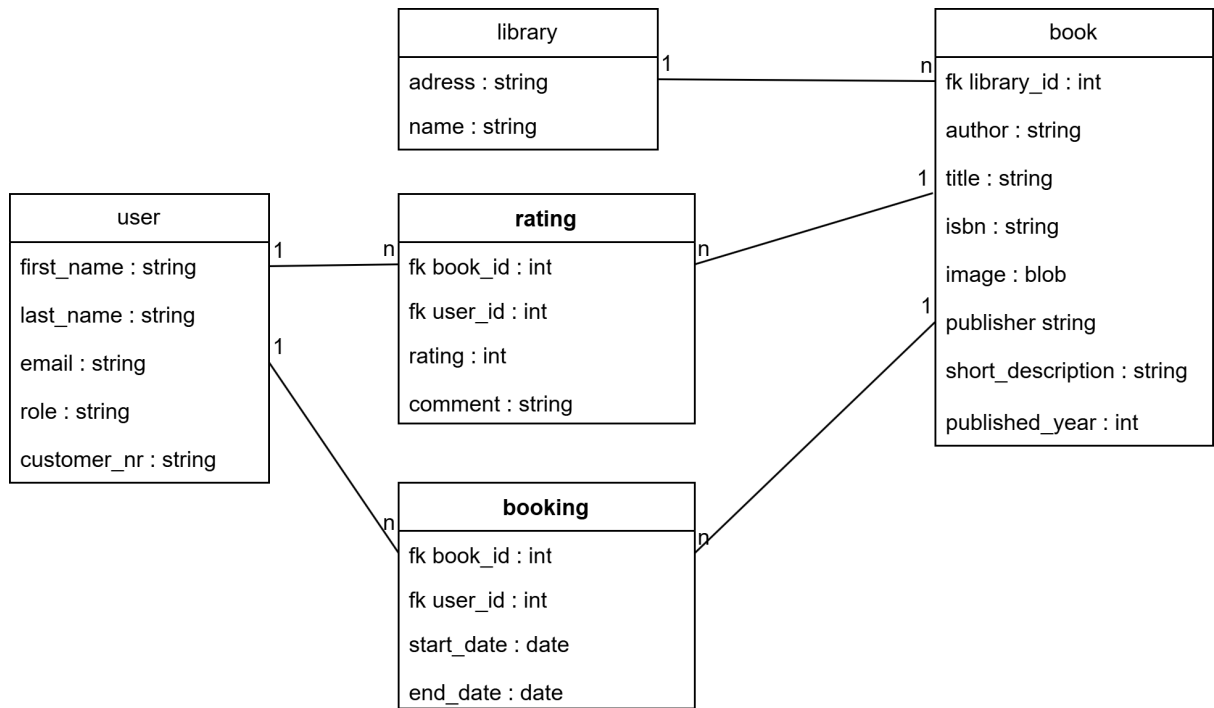 library
adress : string
name : string
1
n
book
fk library_id : int
author : string
title : string
isbn : string
image : blob
publisher string
short_description : string
published_year : int
1
1
user
first_name : string
last_name : string
email : string
role : string
customer_nr : string
1
1
n
n
rating
fk book_id : int
fk user_id : int
rating : int
comment : string
n
n
booking
fk book_id : int
fk user_id : int
start_date : date
end_date : date